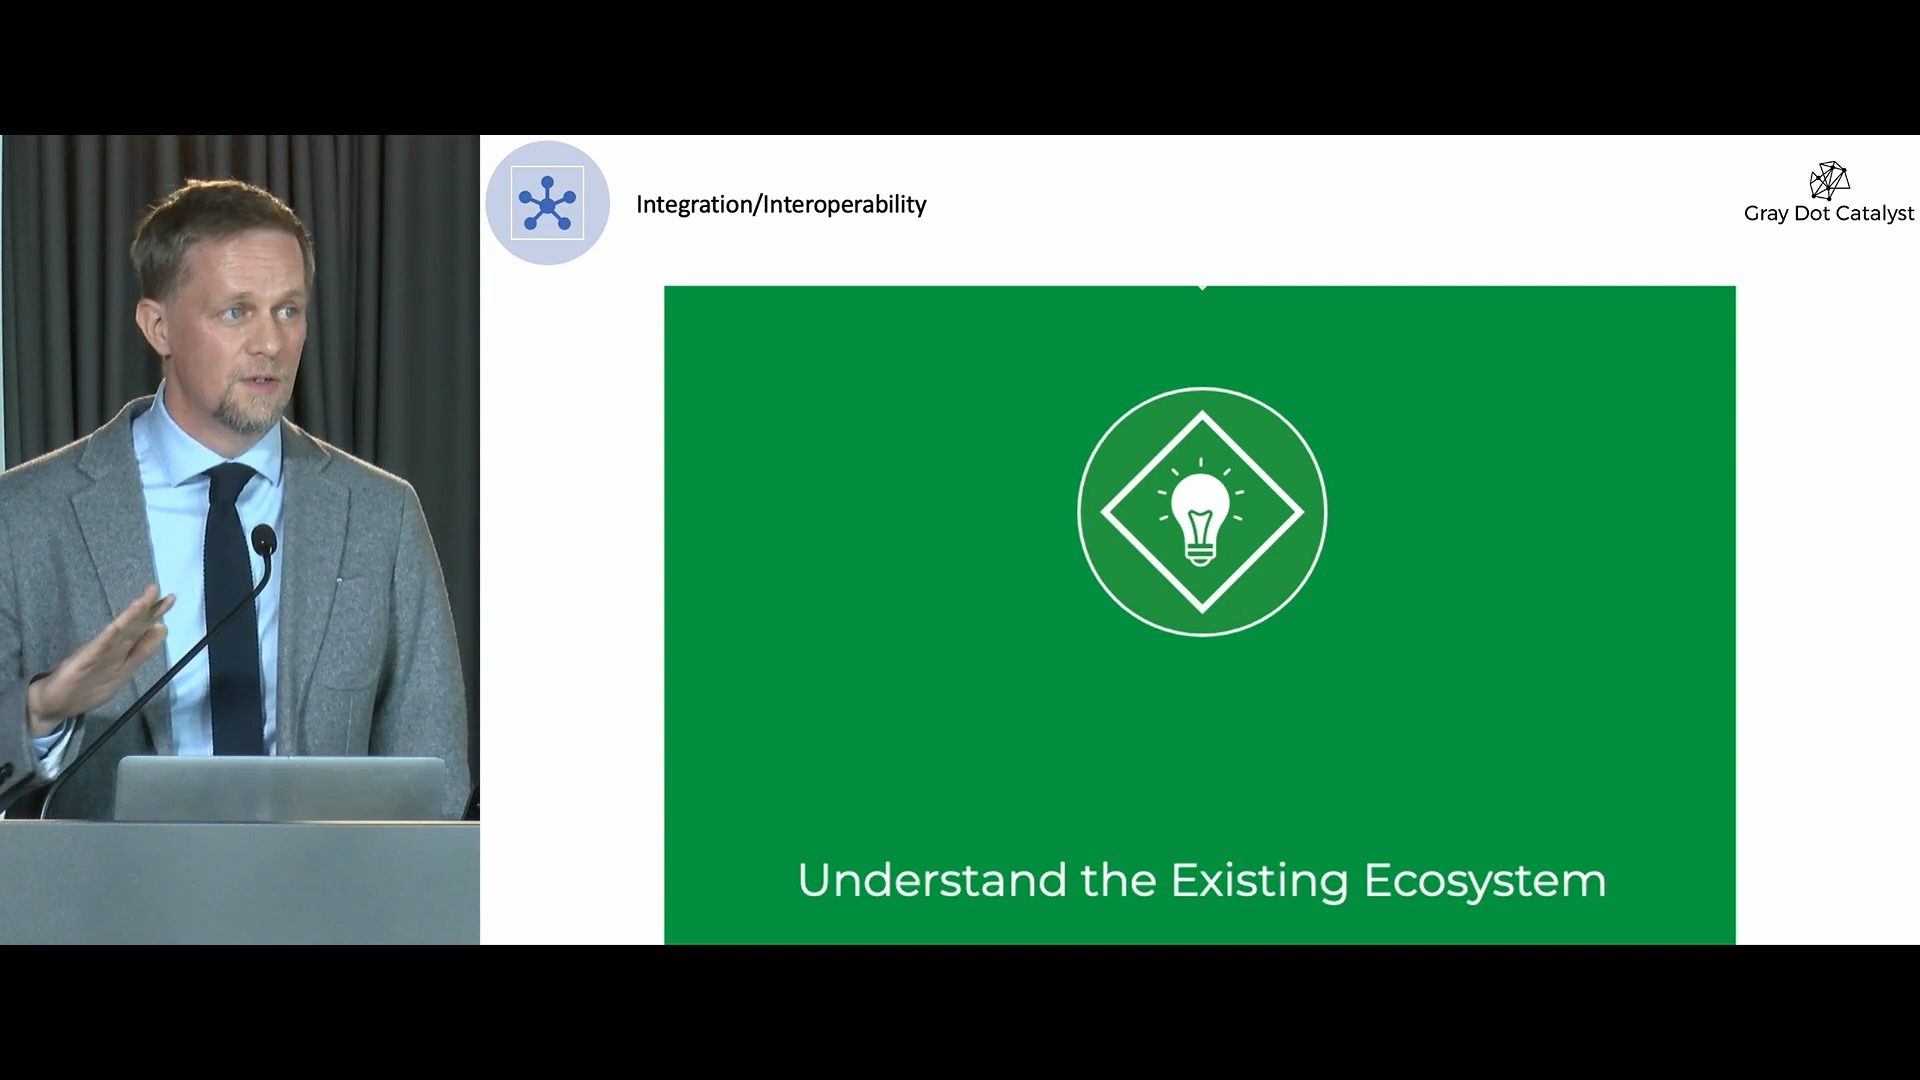 Integration/Interoperability
Gray Dot Catalyst
Understand the Existing Ecosystem